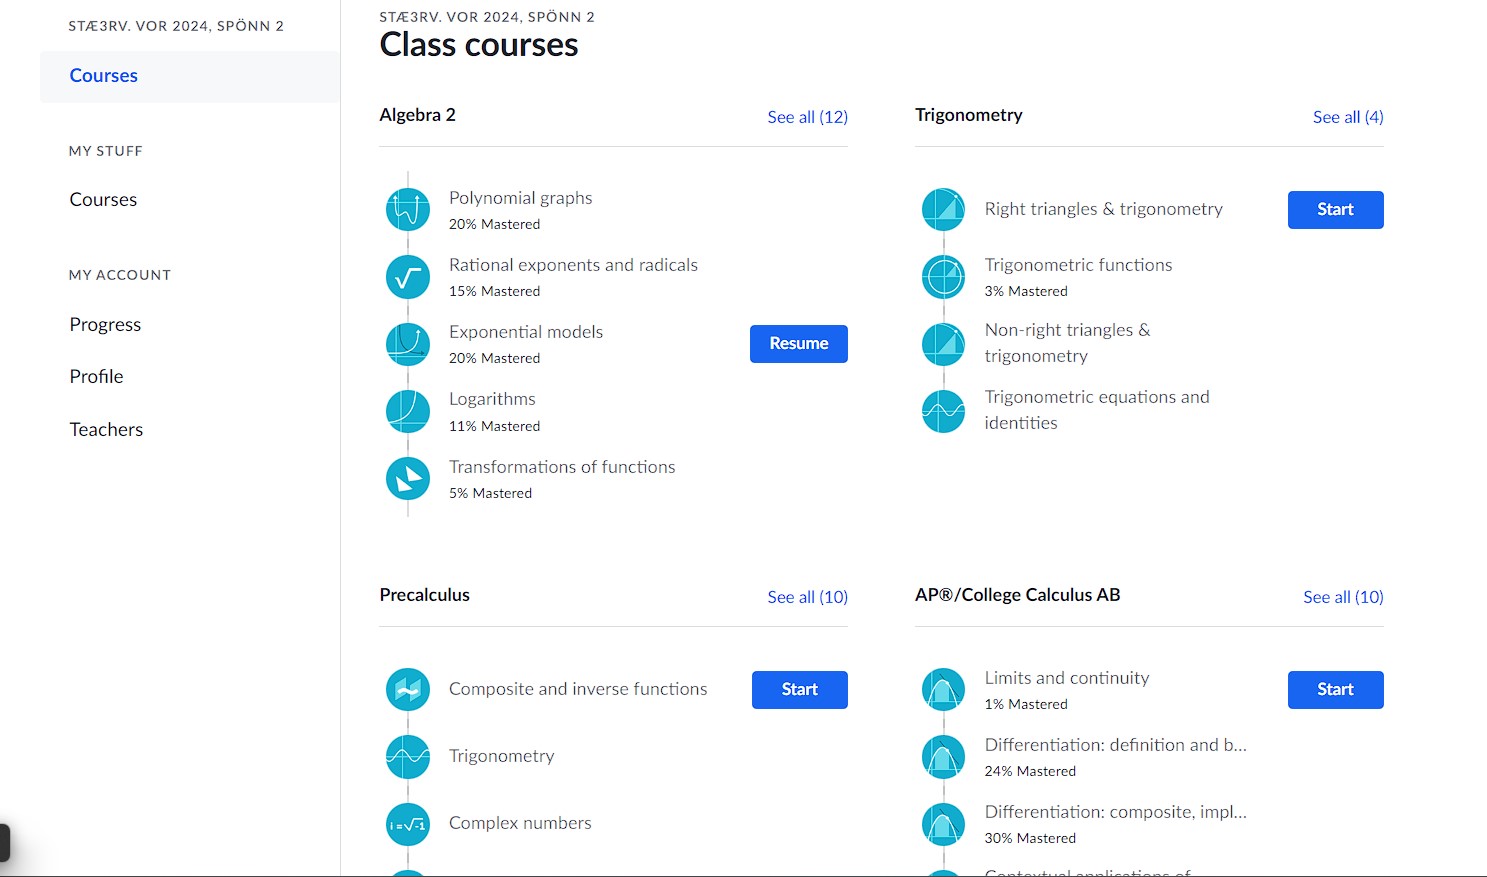 STÆ3RV. VOR 2024, SPÖNN 2
Courses
MY STUFF
Courses
MY ACCOUNT
Progress
Profile
Teachers
STÆ3RV. VOR 2024, SPÖNN 2
Class courses
Algebra 2
See all (12)
Polynomial graphs
20% Mastered
Rational exponents and radicals
15% Mastered
Exponential models
20% Mastered
Resume
Logarithms
11% Mastered
Transformations of functions
5% Mastered
Trigonometry
See all (4)
Right triangles & trigonometry
Start
Trigonometric functions
3% Mastered
Non-right triangles &
trigonometry
Trigonometric equations and
identities
Precalculus
See all (10)
Composite and inverse functions
Start
Trigonometry
i = √-1
Complex numbers
AP®/College Calculus AB
See all (10)
Limits and continuity
1% Mastered
Start
Differentiation: definition and b...
24% Mastered
Differentiation: composite, impl...
30% Mastered
Contextual applications of